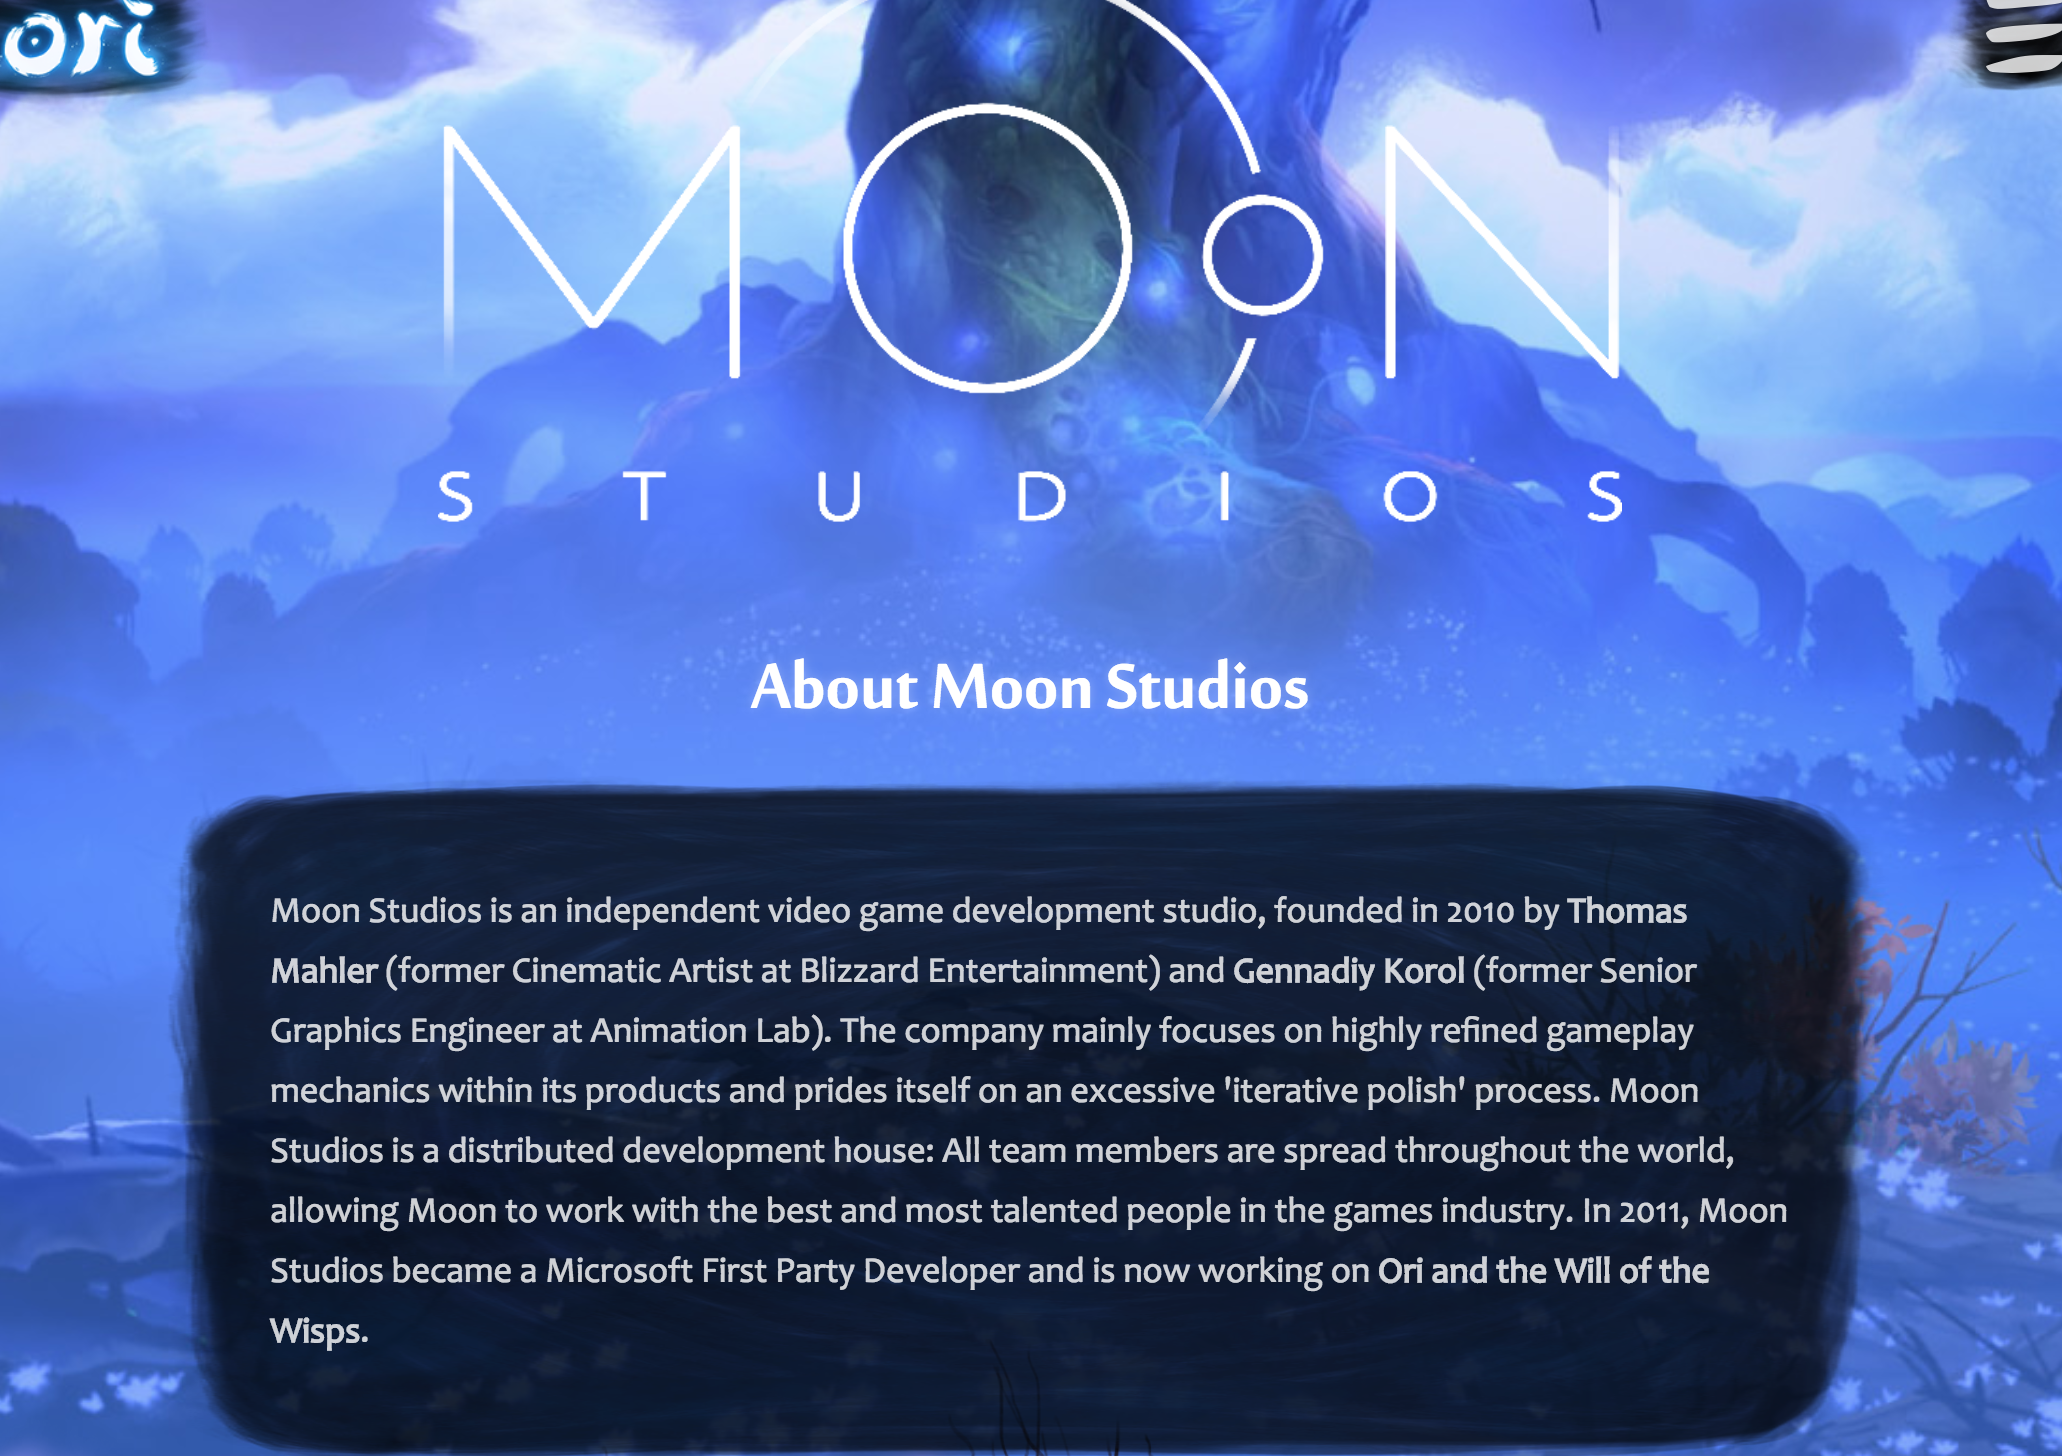 ori
MOON
STUDIOS
About Moon Studios
Moon Studios is an independent video game development studio, founded in 2010 by Thomas
Mahler (former Cinematic Artist at Blizzard Entertainment) and Gennadiy Korol (former Senior
Graphics Engineer at Animation Lab). The company mainly focuses on highly refined gameplay
mechanics within its products and prides itself on an excessive 'iterative polish' process. Moon
Studios is a distributed development house: All team members are spread throughout the world,
allowing Moon to work with the best and most talented people in the games industry. In 2011, Moon
Studios became a Microsoft First Party Developer and is now working on Ori and the Will of the
Wisps.